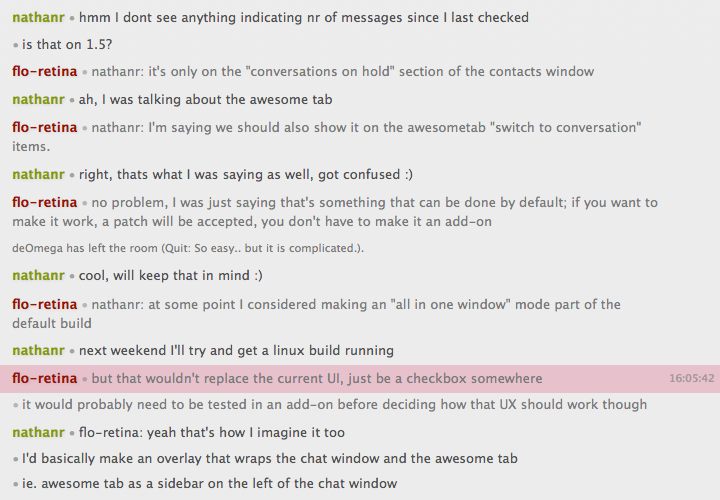 nathanr • hmm I dont see anything indicating nr of messages since I last checked
• is that on 1.5?
flo-retina • nathanr: it's only on the "conversations on hold" section of the contacts window
nathanr • ah, I was talking about the awesome tab
flo-retina • nathanr: I'm saying we should also show it on the awesometab "switch to conversation"
items.
nathanr • right, thats what I was saying as well, got confused :)
flo-retina • no problem, I was just saying that's something that can be done by default; if you want to
make it work, a patch will be accepted, you don't have to make it an add-on
deOmega has left the room (Quit: So easy.. but it is complicated.).
nathanr • cool, will keep that in mind :)
flo-retina • nathanr: at some point I considered making an "all in one window" mode part of the
default build
nathanr • next weekend I'll try and get a linux build running
flo-retina • but that wouldn't replace the current UI, just be a checkbox somewhere 16:05:42
• it would probably need to be tested in an add-on before deciding how that UX should work though
nathanr • flo-retina: yeah that's how I imagine it too
• I'd basically make an overlay that wraps the chat window and the awesome tab
• ie. awesome tab as a sidebar on the left of the chat window